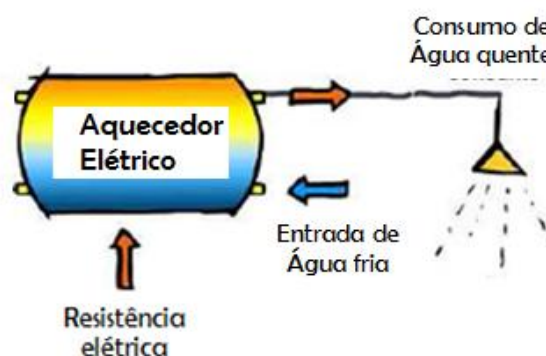 Consumo de
Água quente
Aquecedor
Elétrico
Entrada de
Água fria
Resistência
elétrica